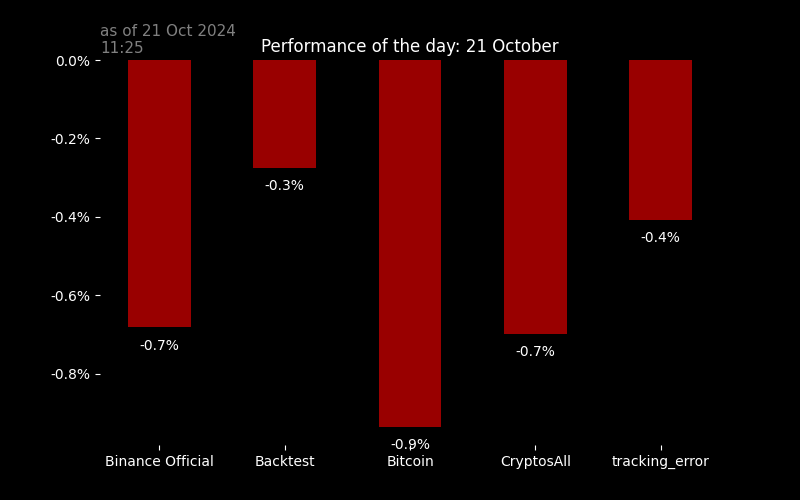 as of 21 Oct 2024
11:25
Performance of the day: 21 October
0.0%
-0.2%
-0.4%
-0.6%
-0.8%
-0.7%
-0.3%
-0.9%
-0.7%
-0.4%
Binance Official
Backtest
Bitcoin
CryptosAll
tracking_error